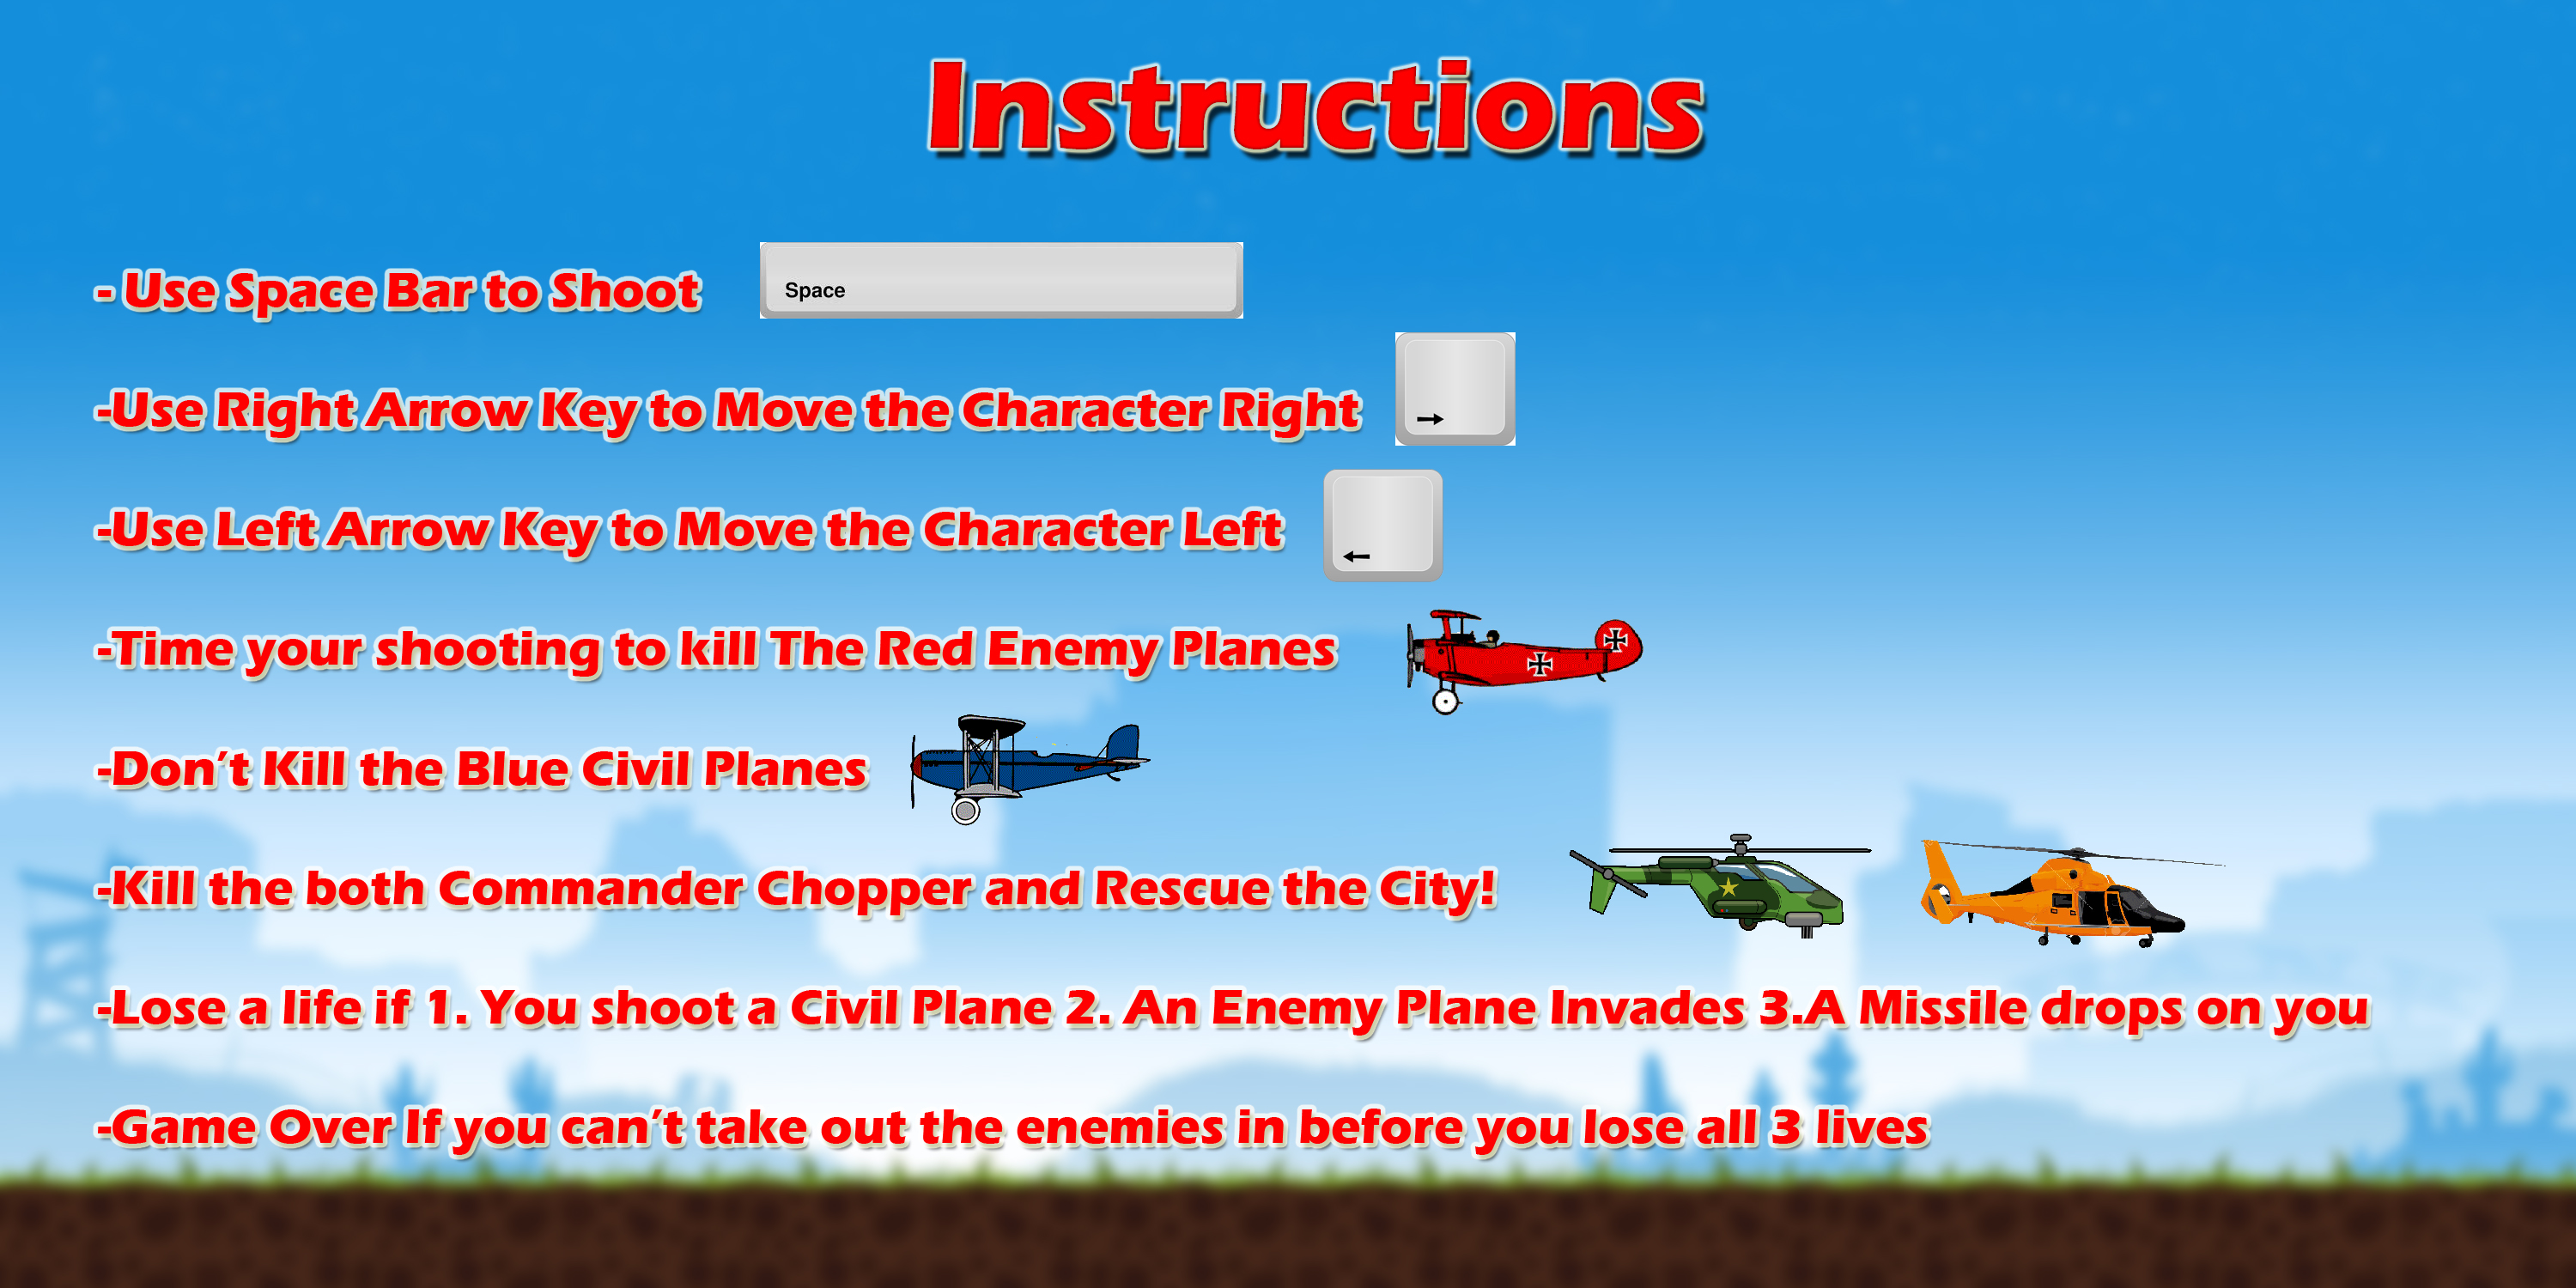 Instructions
- Use Space Bar to Shoot
Space
-Use Right Arrow Key to Move the Character Right
-Use Left Arrow Key to Move the Character Left
-Time your shooting to kill The Red Enemy Planes
-Don't Kill the Blue Civil Planes
-Kill the both Commander Chopper and Rescue the City!
-Lose a life if 1. You shoot a Civil Plane 2. An Enemy Plane Invades 3.A Missile drops on you
-Game Over If you can't take out the enemies in before you lose all 3 lives